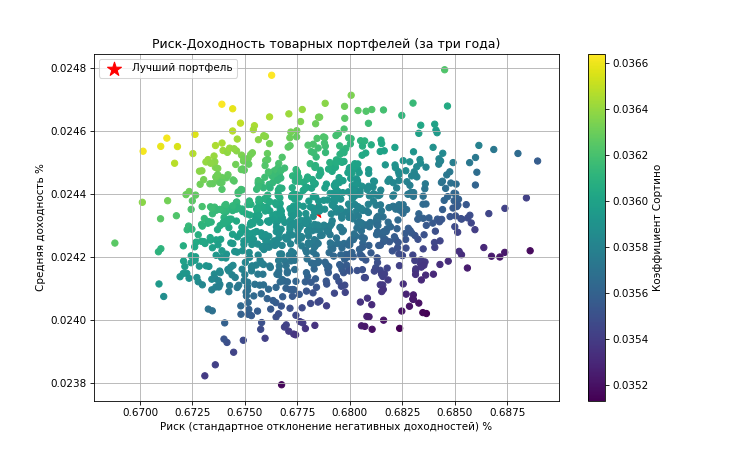 Риск-Доходность товарных портфелей (за три года)
Лучший портфель
Средняя доходность %
0.0248
0.0246
0.0244
0.0242
0.0240
0.0238
0.6700 0.6725 0.6750 0.6775 0.6800 0.6825 0.6850 0.6875
Риск (стандартное отклонение негативных доходностей) %
0.0366
0.0364
0.0362
0.0360
0.0358
0.0356
0.0354
0.0352
Коэффициент Сортино